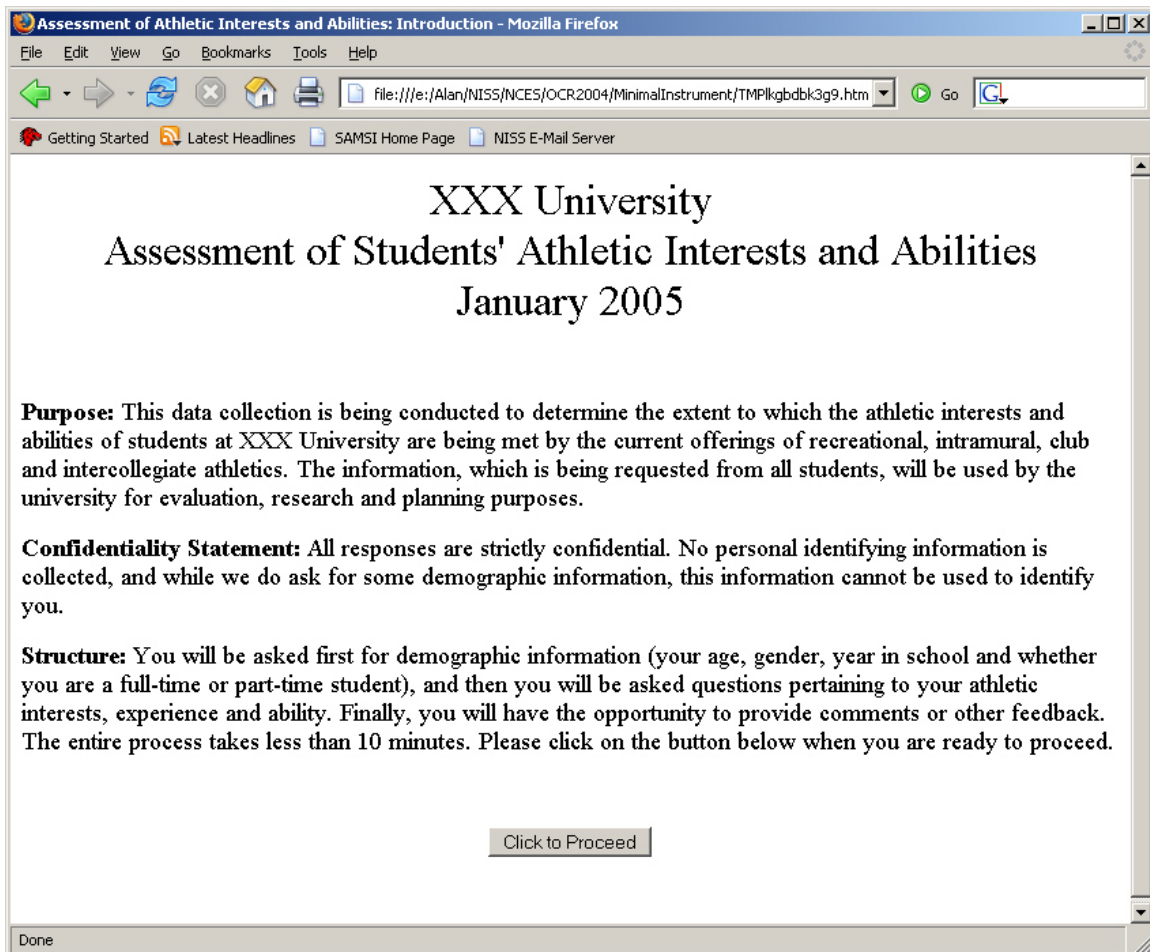 Assessment of Athletic Interests and Abilities: Introduction - Mozilla Firefox
File Edit View Go Bookmarks Tools Help
file:///e:/Alan/NISS/NCES/OCR2004/MinimalInstrument/TMPlkgbdbk3g9.htm Go G
Getting Started Latest Headlines SAMSI Home Page NISS E-Mail Server
XXX University
Assessment of Students' Athletic Interests and Abilities
January 2005
Purpose: This data collection is being conducted to determine the extent to which the athletic interests and
abilities of students at XXX University are being met by the current offerings of recreational, intramural, club
and intercollegiate athletics. The information, which is being requested from all students, will be used by the
university for evaluation, research and planning purposes.
Confidentiality Statement: All responses are strictly confidential. No personal identifying information is
collected, and while we do ask for some demographic information, this information cannot be used to identify
you.
Structure: You will be asked first for demographic information (your age, gender, year in school and whether
you are a full-time or part-time student), and then you will be asked questions pertaining to your athletic
interests, experience and ability. Finally, you will have the opportunity to provide comments or other feedback.
The entire process takes less than 10 minutes. Please click on the button below when you are ready to proceed.
Click to Proceed
Done